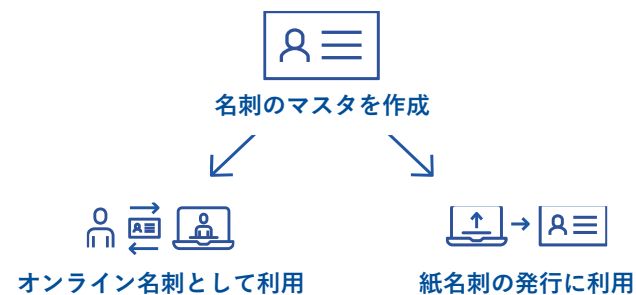 名刺のマスタを作成
オンライン名刺として利用
紙名刺の発行に利用